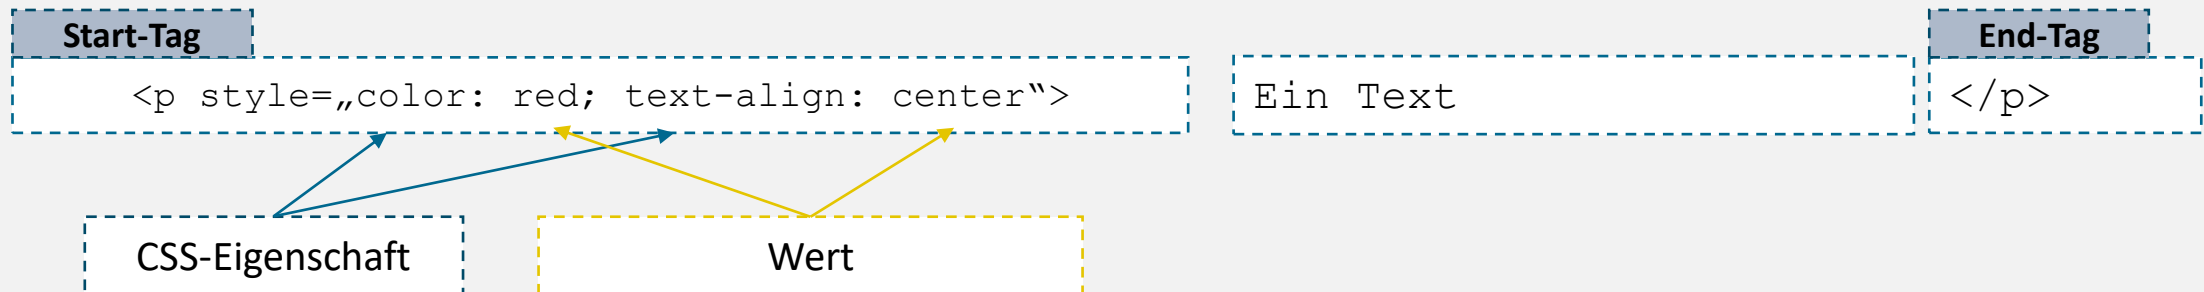 Start-Tag
End-Tag
<p style=„color: red; text-align: center“>
Ein Text
</p>
CSS-Eigenschaft
Wert